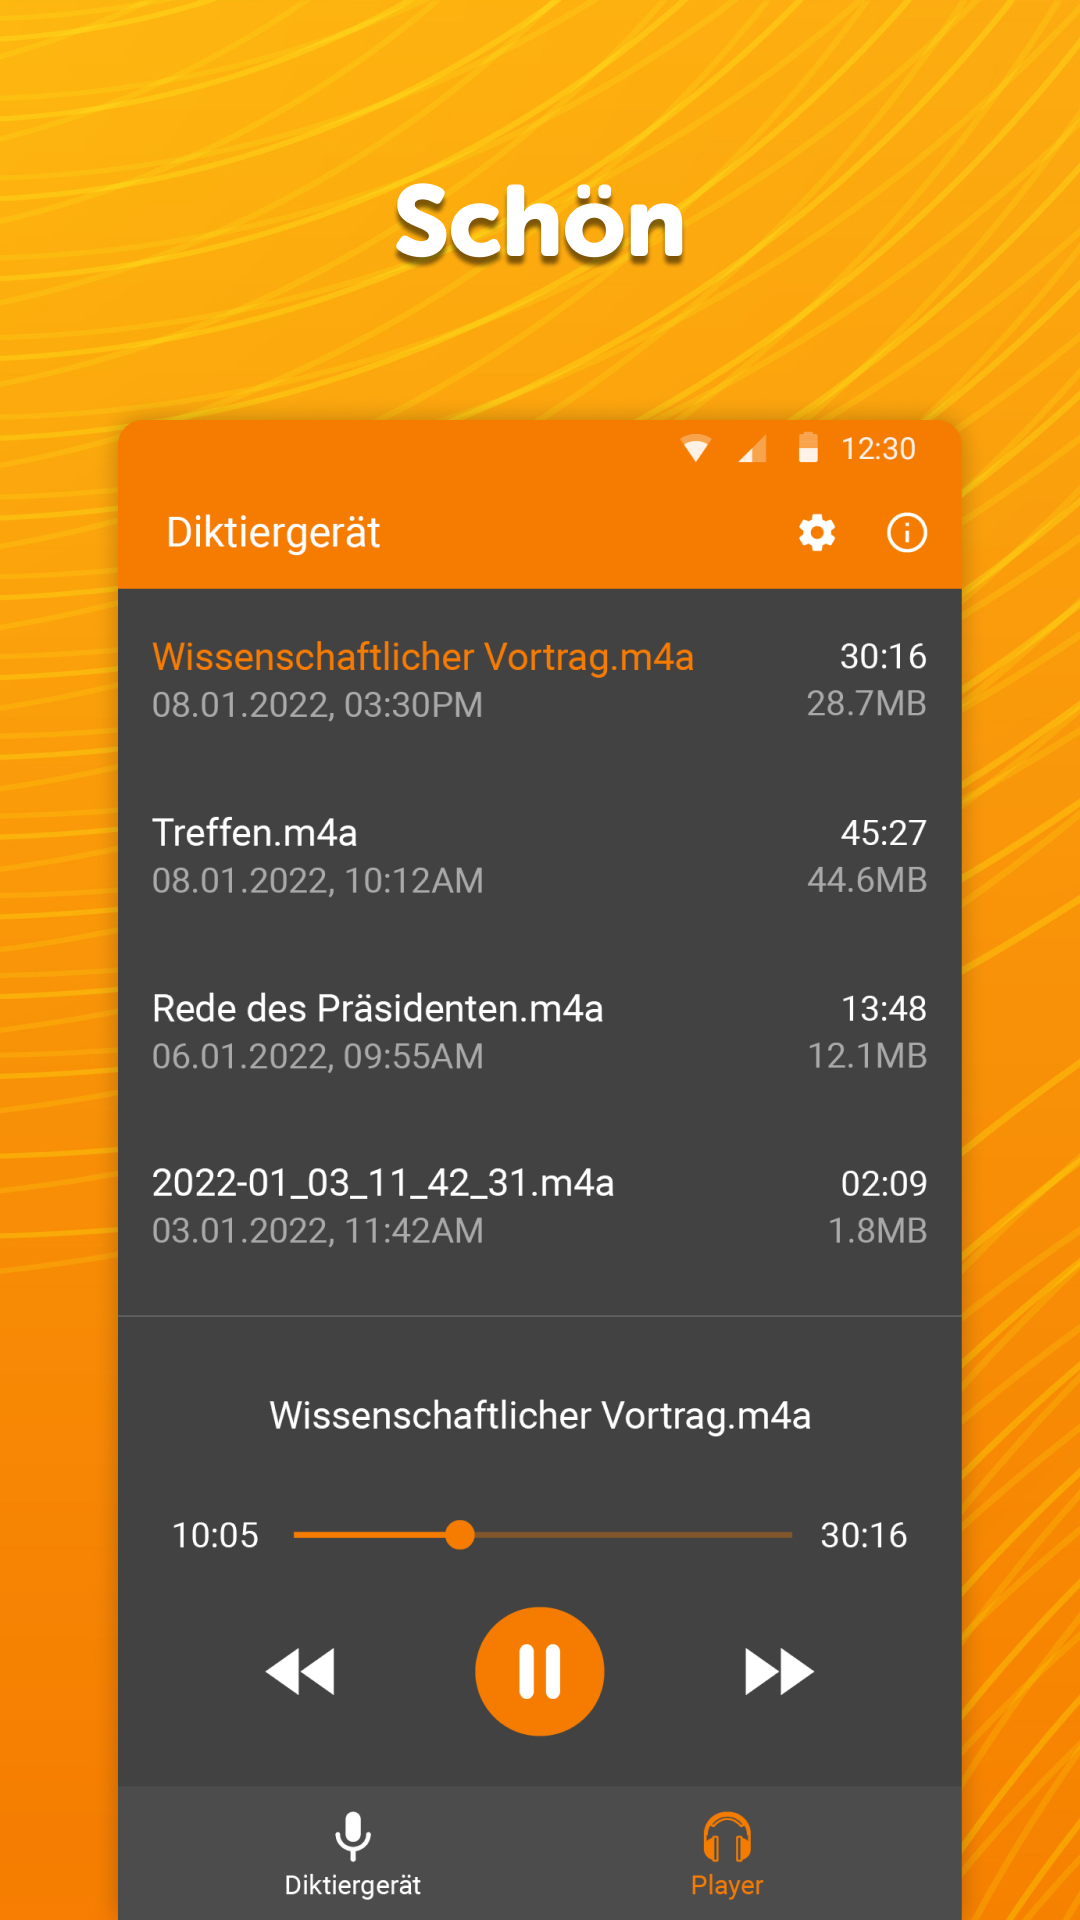 Schön
12:30
Diktiergerät
Wissenschaftlicher Vortrag.m4a 30:16
08.01.2022, 03:30PM 28.7MB
Treffen.m4a 45:27
08.01.2022, 10:12AM 44.6MB
Rede des Präsidenten.m4a 13:48
06.01.2022, 09:55AM 12.1MB
2022-01_03_11_42_31.m4a 02:09
03.01.2022, 11:42AM 1.8MB
Wissenschaftlicher Vortrag.m4a
10:05 30:16
Diktiergerät Player